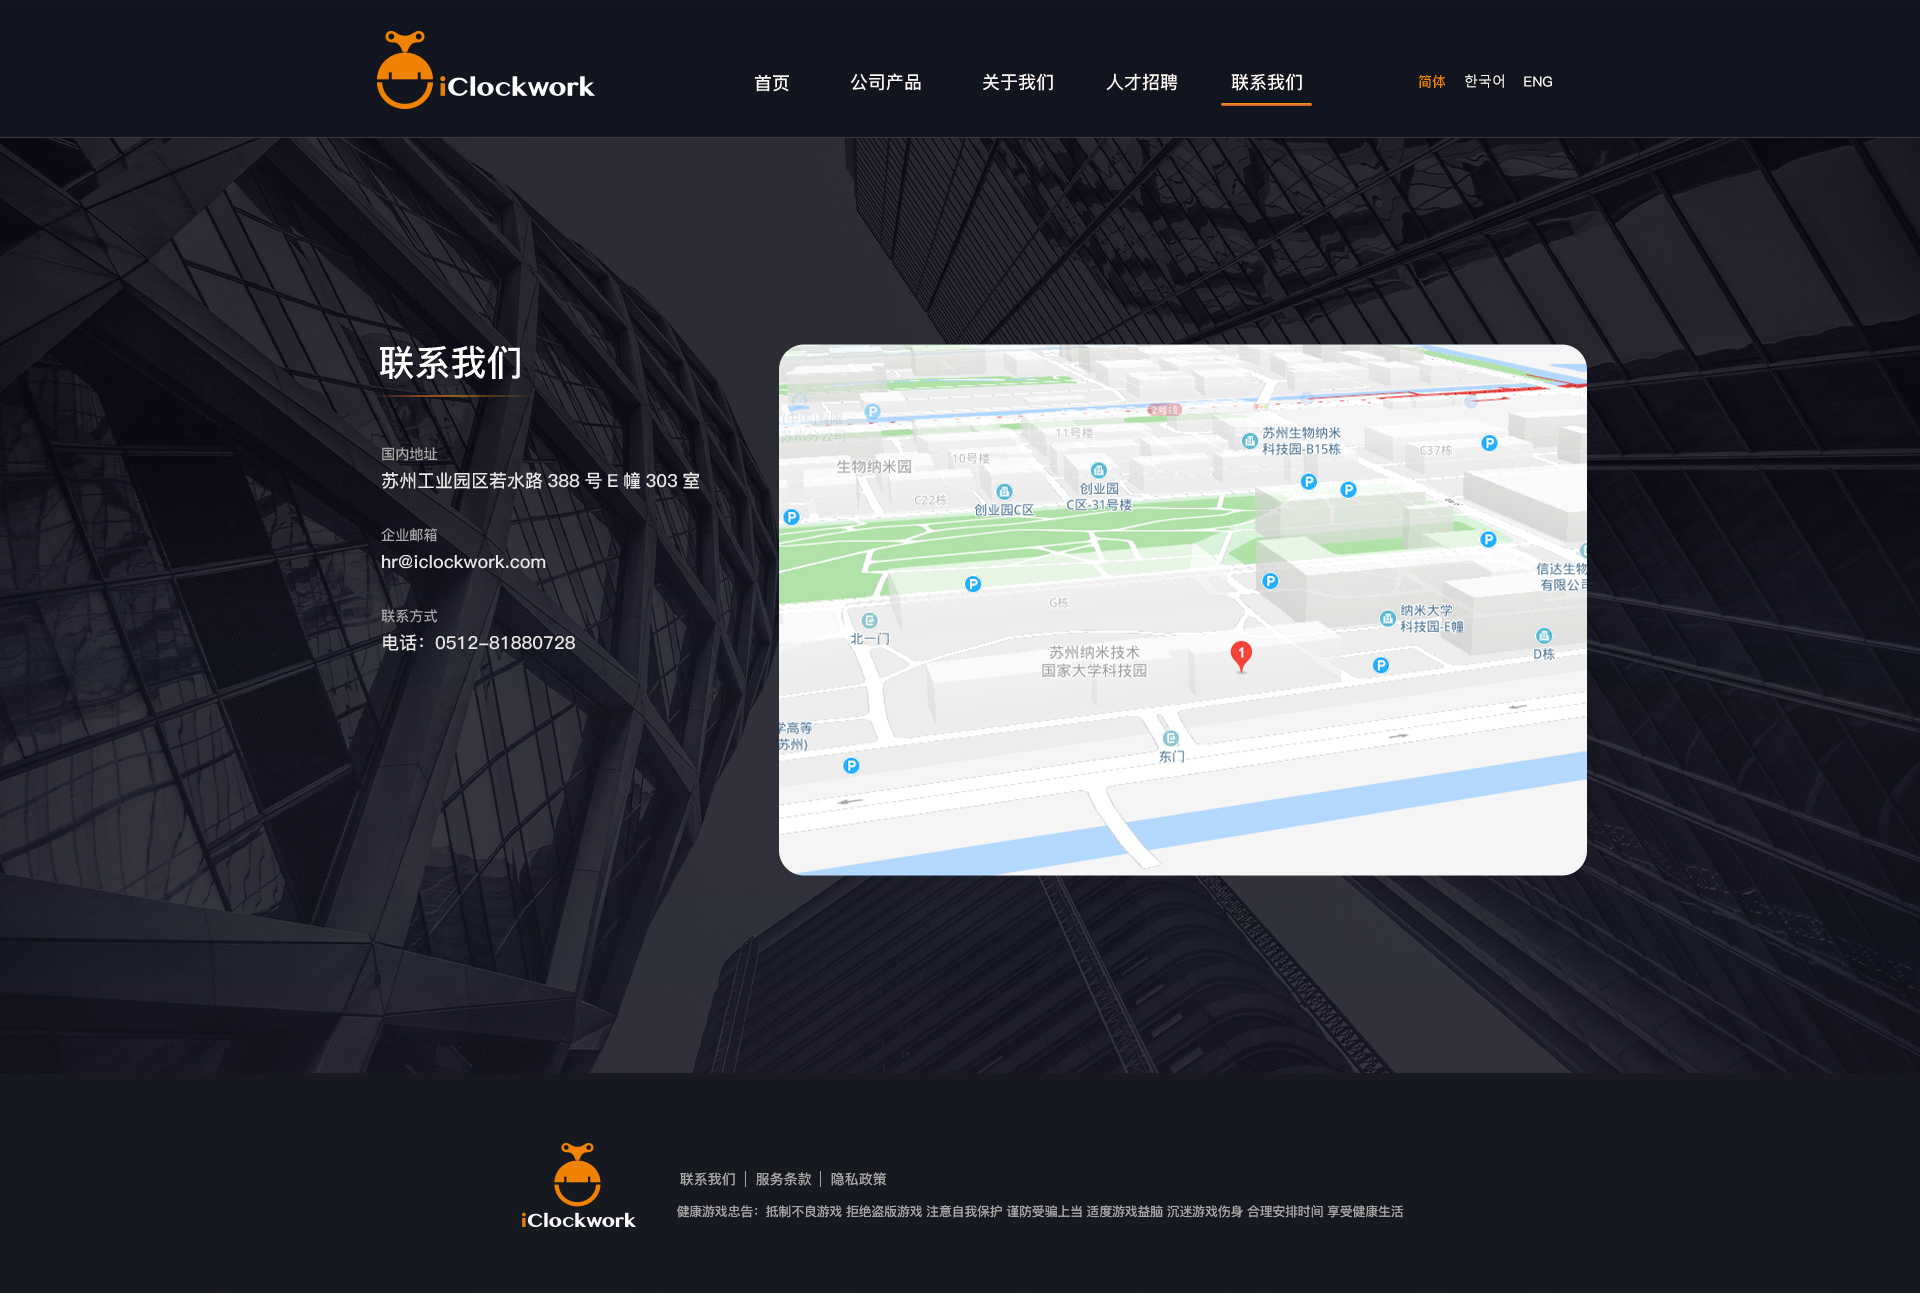 iClockwork
首页
公司产品
关于我们
人才招聘
联系我们
简体
한국어
ENG
联系我们
国内地址
苏州工业园区若水路 388 号 E 幢 303 室
企业邮箱
hr@iclockwork.com
联系方式
电话：0512-81880728
P
2号线
苏州分公司
11号楼
苏州生物纳米
科技园-B15栋
C37栋
P
生物纳米园
10号楼
创业园
C区-31号楼
P
P
C22栋
创业园C区
P
P
信达生物
有限公司
P
P
G栋
纳米大学
科技园-E幢
北一门
苏州纳米技术
国家大学科技园
1
P
D栋
学高等
苏州)
东门
P
iClockwork
联系我们
服务条款
隐私政策
健康游戏忠告：抵制不良游戏 拒绝盗版游戏 注意自我保护 谨防受骗上当 适度游戏益脑 沉迷游戏伤身 合理安排时间 享受健康生活